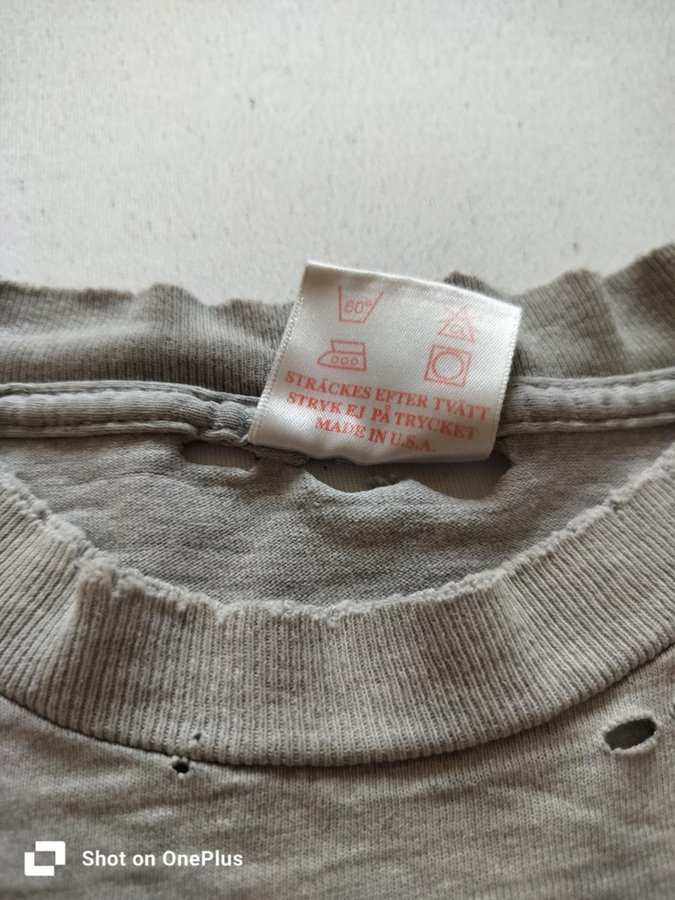 60°
STRÄCKES EFTER TVÄTT
STRYK EJ PÅ TRYCKET
MADE IN U.S.A.
Shot on OnePlus